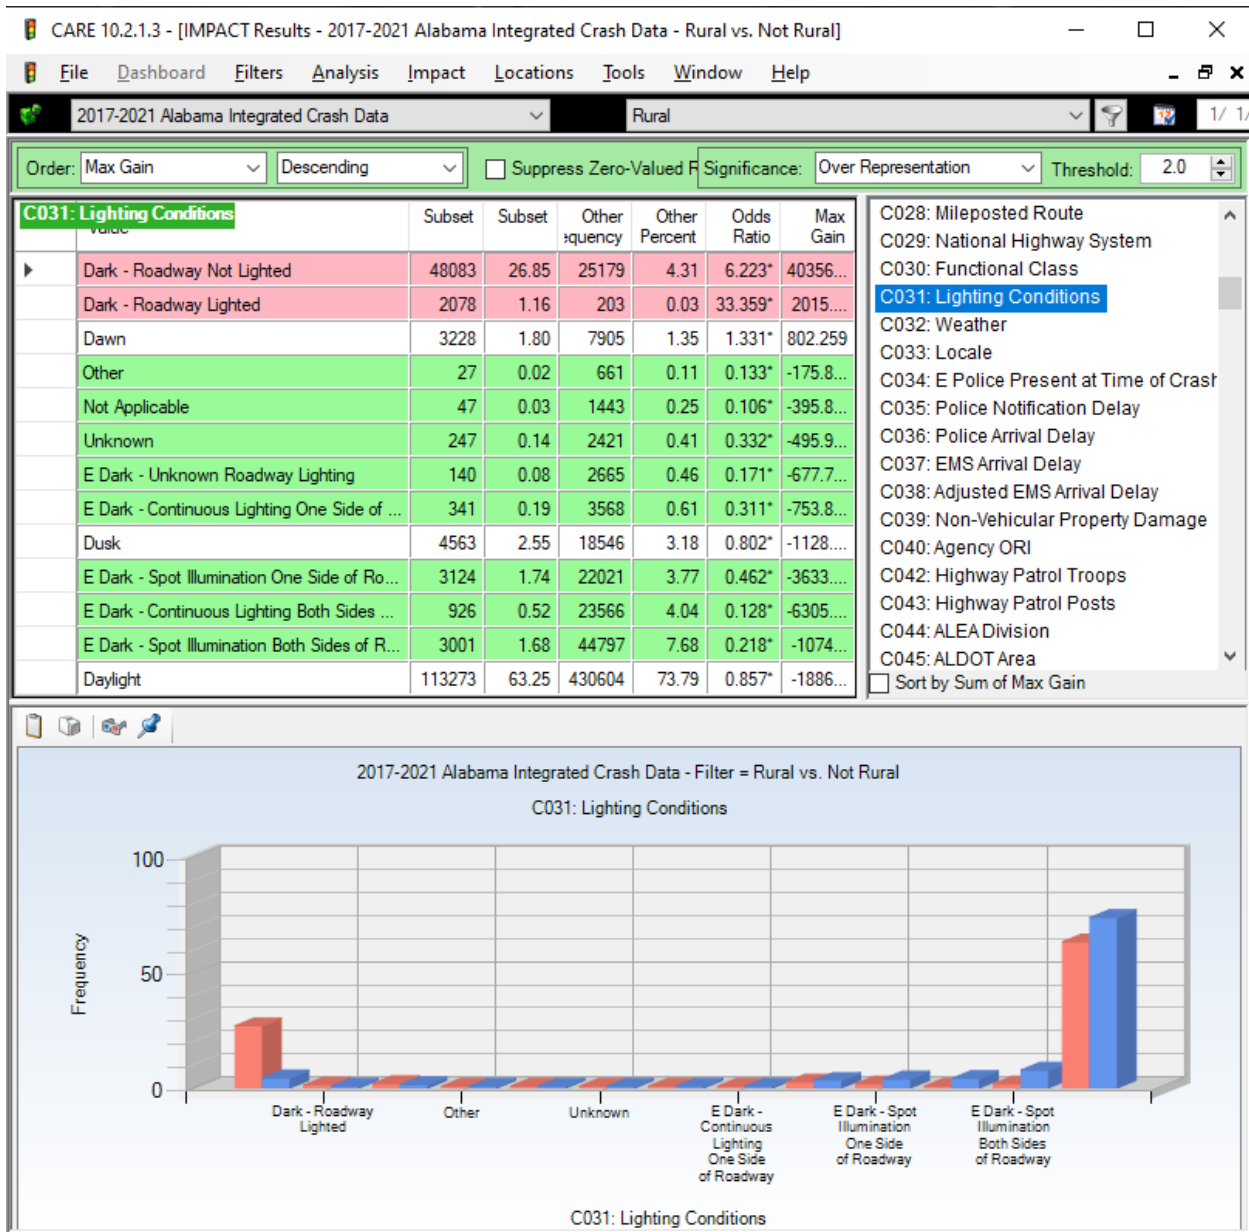 CARE 10.2.1.3 - [IMPACT Results - 2017-2021 Alabama Integrated Crash Data - Rural vs. Not Rural]
File Dashboard Filters Analysis Impact Locations Tools Window Help
2017-2021 Alabama Integrated Crash Data Rural 1/ 1/
Order: Max Gain Descending Suppress Zero-Valued R Significance: Over Representation Threshold: 2.0
C031: Lighting Conditions
Value Subset Subset Other equency Other Percent Odds Ratio Max Gain
Dark - Roadway Not Lighted 48083 26.85 25179 4.31 6.223* 40356...
Dark - Roadway Lighted 2078 1.16 203 0.03 33.359* 2015....
Dawn 3228 1.80 7905 1.35 1.331* 802.259
Other 27 0.02 661 0.11 0.133* -175.8...
Not Applicable 47 0.03 1443 0.25 0.106* -395.8...
Unknown 247 0.14 2421 0.41 0.332* -495.9...
E Dark - Unknown Roadway Lighting 140 0.08 2665 0.46 0.171* -677.7...
E Dark - Continuous Lighting One Side of ... 341 0.19 3568 0.61 0.311* -753.8...
Dusk 4563 2.55 18546 3.18 0.802* -1128....
E Dark - Spot Illumination One Side of Ro... 3124 1.74 22021 3.77 0.462* -3633....
E Dark - Continuous Lighting Both Sides ... 926 0.52 23566 4.04 0.128* -6305....
E Dark - Spot Illumination Both Sides of R... 3001 1.68 44797 7.68 0.218* -1074...
Daylight 113273 63.25 430604 73.79 0.857* -1886...
C028: Mileposted Route
C029: National Highway System
C030: Functional Class
C031: Lighting Conditions
C032: Weather
C033: Locale
C034: E Police Present at Time of Crash
C035: Police Notification Delay
C036: Police Arrival Delay
C037: EMS Arrival Delay
C038: Adjusted EMS Arrival Delay
C039: Non-Vehicular Property Damage
C040: Agency ORI
C042: Highway Patrol Troops
C043: Highway Patrol Posts
C044: ALEA Division
C045: ALDOT Area
Sort by Sum of Max Gain
2017-2021 Alabama Integrated Crash Data - Filter = Rural vs. Not Rural
C031: Lighting Conditions
Frequency
100
50
0
Dark - Roadway
Lighted
Other
Unknown
E Dark -
Continuous
Lighting
One Side
of Roadway
E Dark - Spot
Illumination
One Side
of Roadway
E Dark - Spot
Illumination
Both Sides
of Roadway
C031: Lighting Conditions